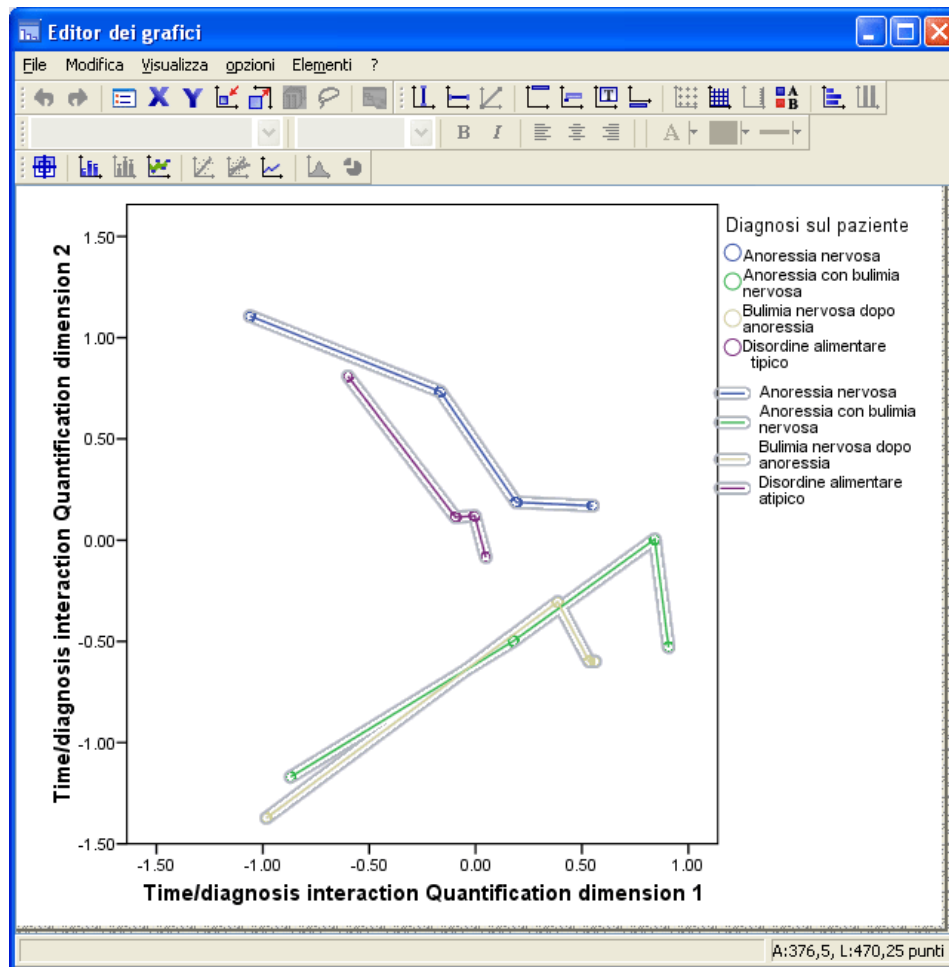 Editor dei grafici
File Modifica Visualizza opzioni Elementi ?
X Y
B I A
Diagnosi sul paziente
Anoressia nervosa
Anoressia con bulimia
nervosa
Bulimia nervosa dopo
anoressia
Disordine alimentare
tipico
Anoressia nervosa
Anoressia con bulimia
nervosa
Bulimia nervosa dopo
anoressia
Disordine alimentare
atipico
Time/diagnosis interaction Quantification dimension 2
1.50
1.00
0.50
0.00
-0.50
-1.00
-1.50
-1.50 -1.00 -0.50 0.00 0.50 1.00
Time/diagnosis interaction Quantification dimension 1
A:376,5, L:470,25 punti